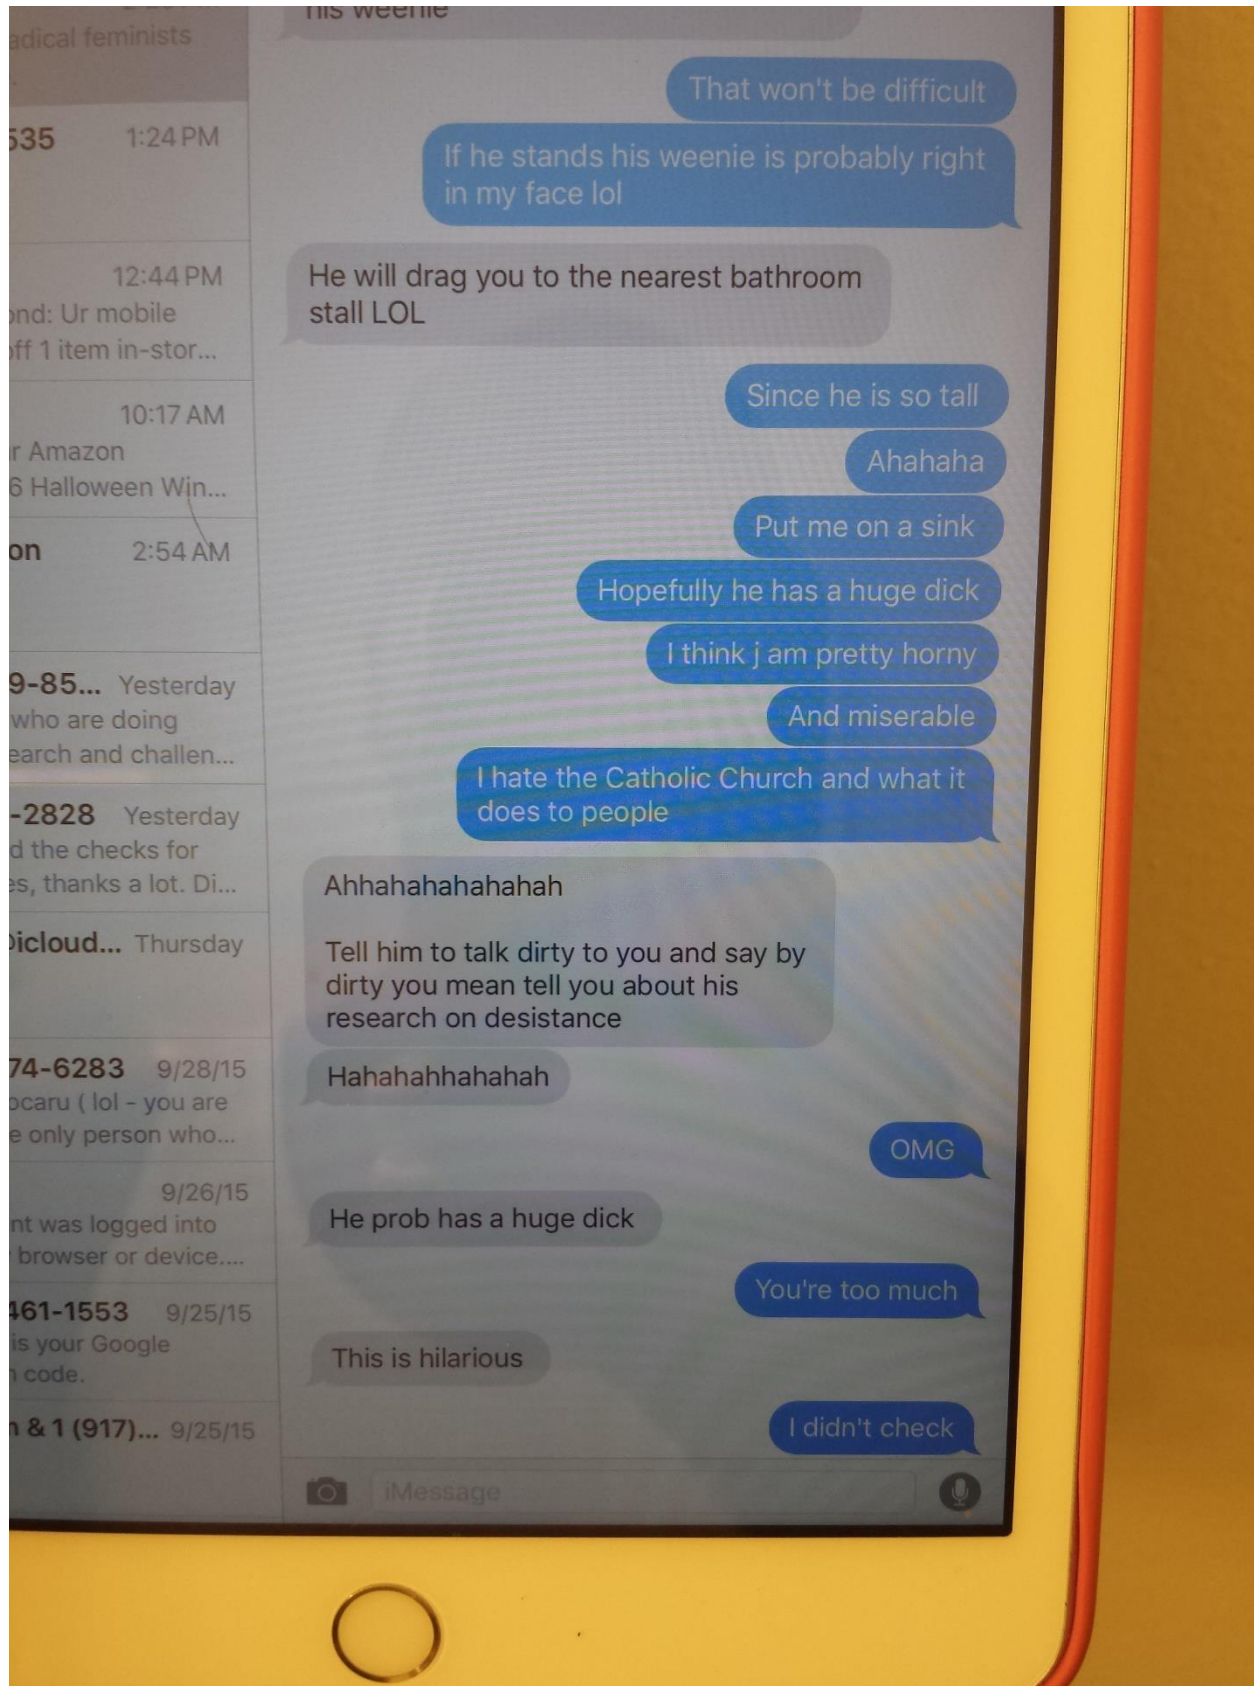 adical feminists
535 1:24 PM
12:44 PM
ond: Ur mobile
off 1 item in-stor...
10:17 AM
r Amazon
6 Halloween Win...
on 2:54 AM
9-85... Yesterday
who are doing
earch and challen...
-2828 Yesterday
d the checks for
es, thanks a lot. Di...
icloud... Thursday
74-6283 9/28/15
ocaru ( lol - you are
e only person who...
9/26/15
nt was logged into
browser or device....
461-1553 9/25/15
is your Google
code.
& 1 (917)... 9/25/15
his weenie
That won't be difficult
If he stands his weenie is probably right
in my face lol
He will drag you to the nearest bathroom
stall LOL
Since he is so tall
Ahahaha
Put me on a sink
Hopefully he has a huge dick
I think j am pretty horny
And miserable
I hate the Catholic Church and what it
does to people
Ahhahahahahahah
Tell him to talk dirty to you and say by
dirty you mean tell you about his
research on desistance
Hahahahhahahah
OMG
He prob has a huge dick
You're too much
This is hilarious
I didn't check
iMessage